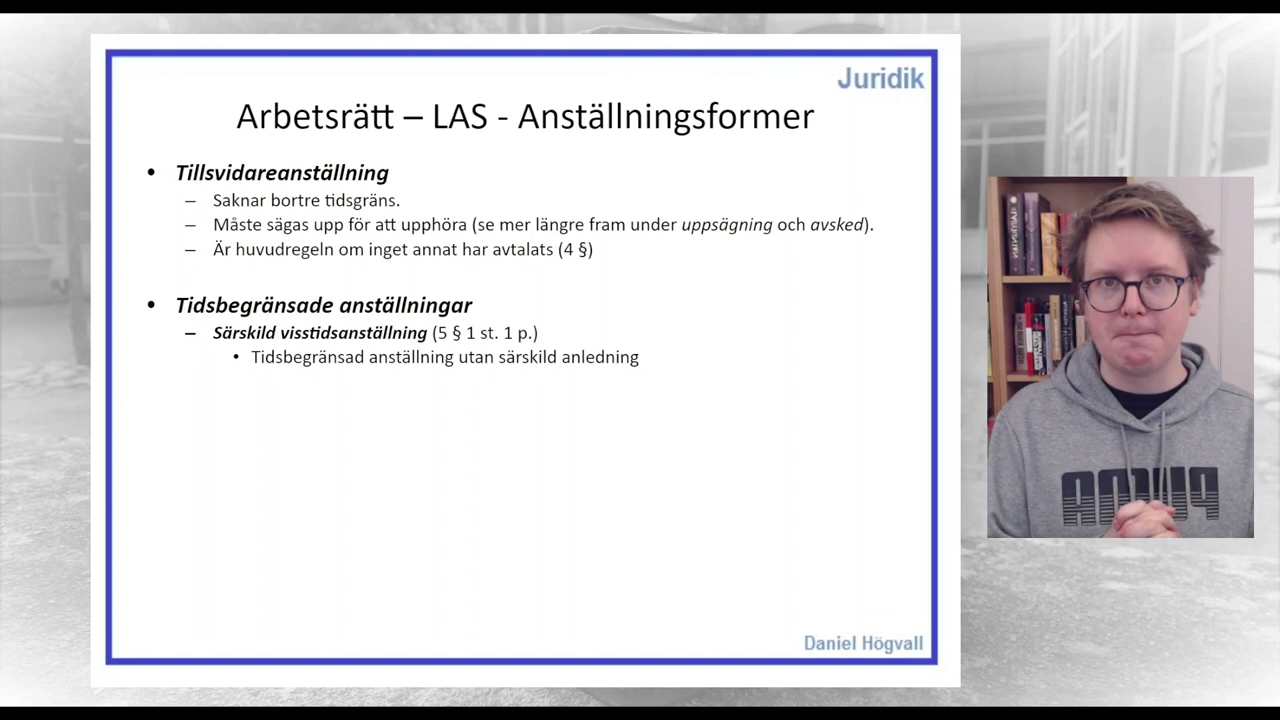 Juridik
Arbetsrätt – LAS - Anställningsformer
• Tillsvidareanställning
– Saknar bortre tidsgräns.
– Måste sägas upp för att upphöra (se mer längre fram under uppsägning och avsked).
– Är huvudregeln om inget annat har avtalats (4 §)
• Tidsbegränsade anställningar
– Särskild visstidsanställning (5 § 1 st. 1 p.)
• Tidsbegränsad anställning utan särskild anledning
Daniel Högvall